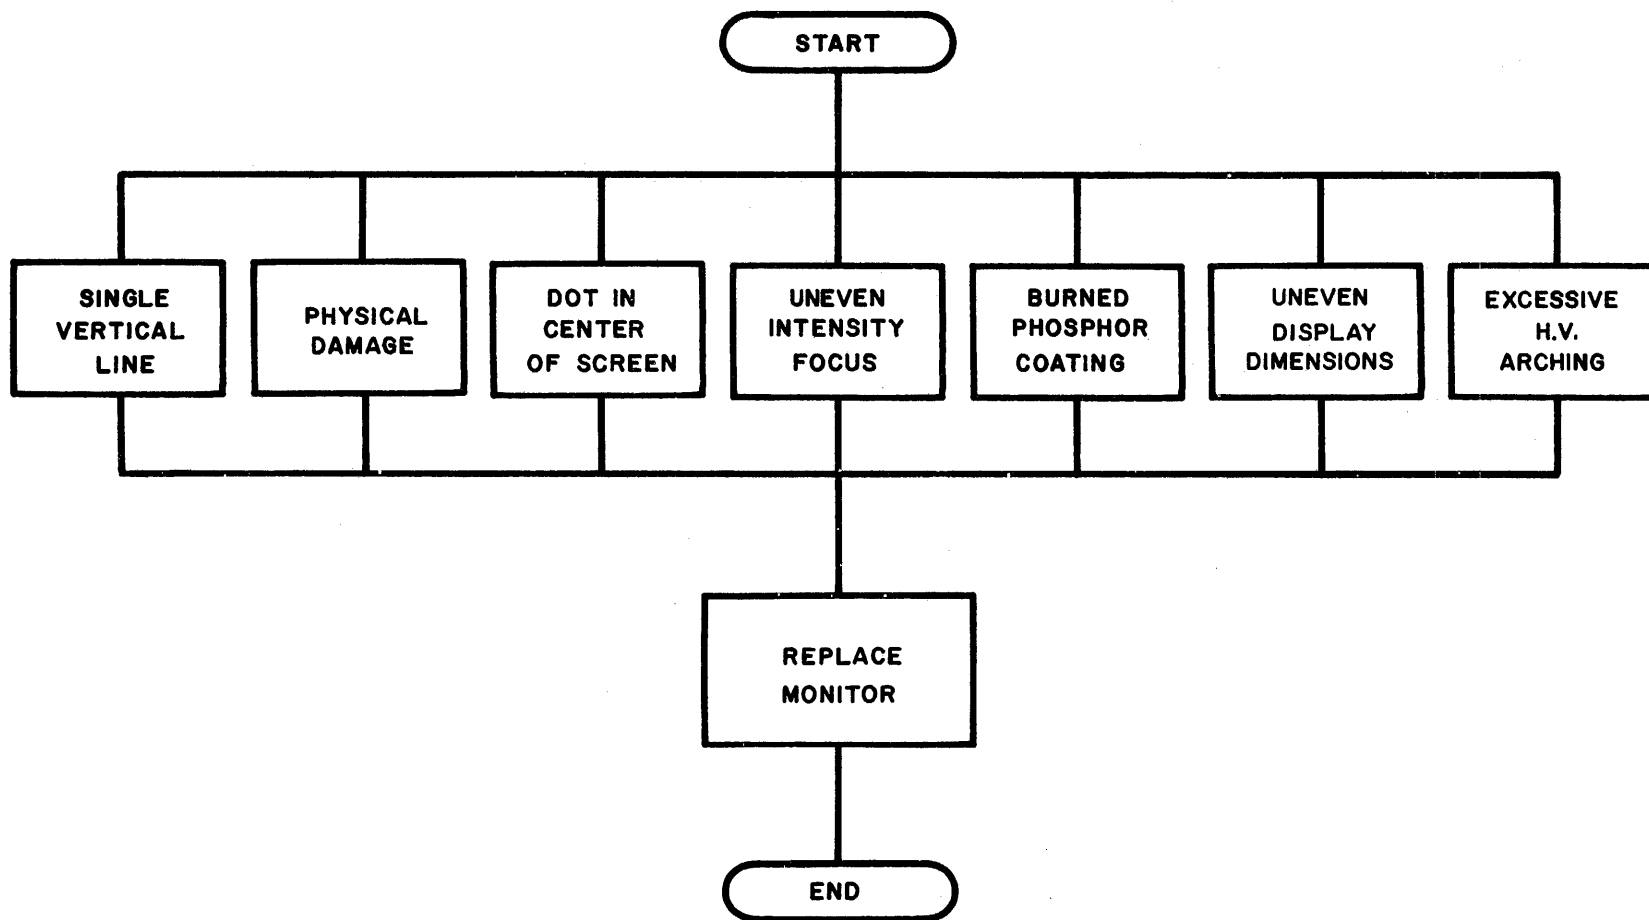 START
SINGLE
VERTICAL
LINE
PHYSICAL
DAMAGE
DOT IN
CENTER
OF SCREEN
UNEVEN
INTENSITY
FOCUS
BURNED
PHOSPHOR
COATING
UNEVEN
DISPLAY
DIMENSIONS
EXCESSIVE
H.V.
ARCHING
REPLACE
MONITOR
END